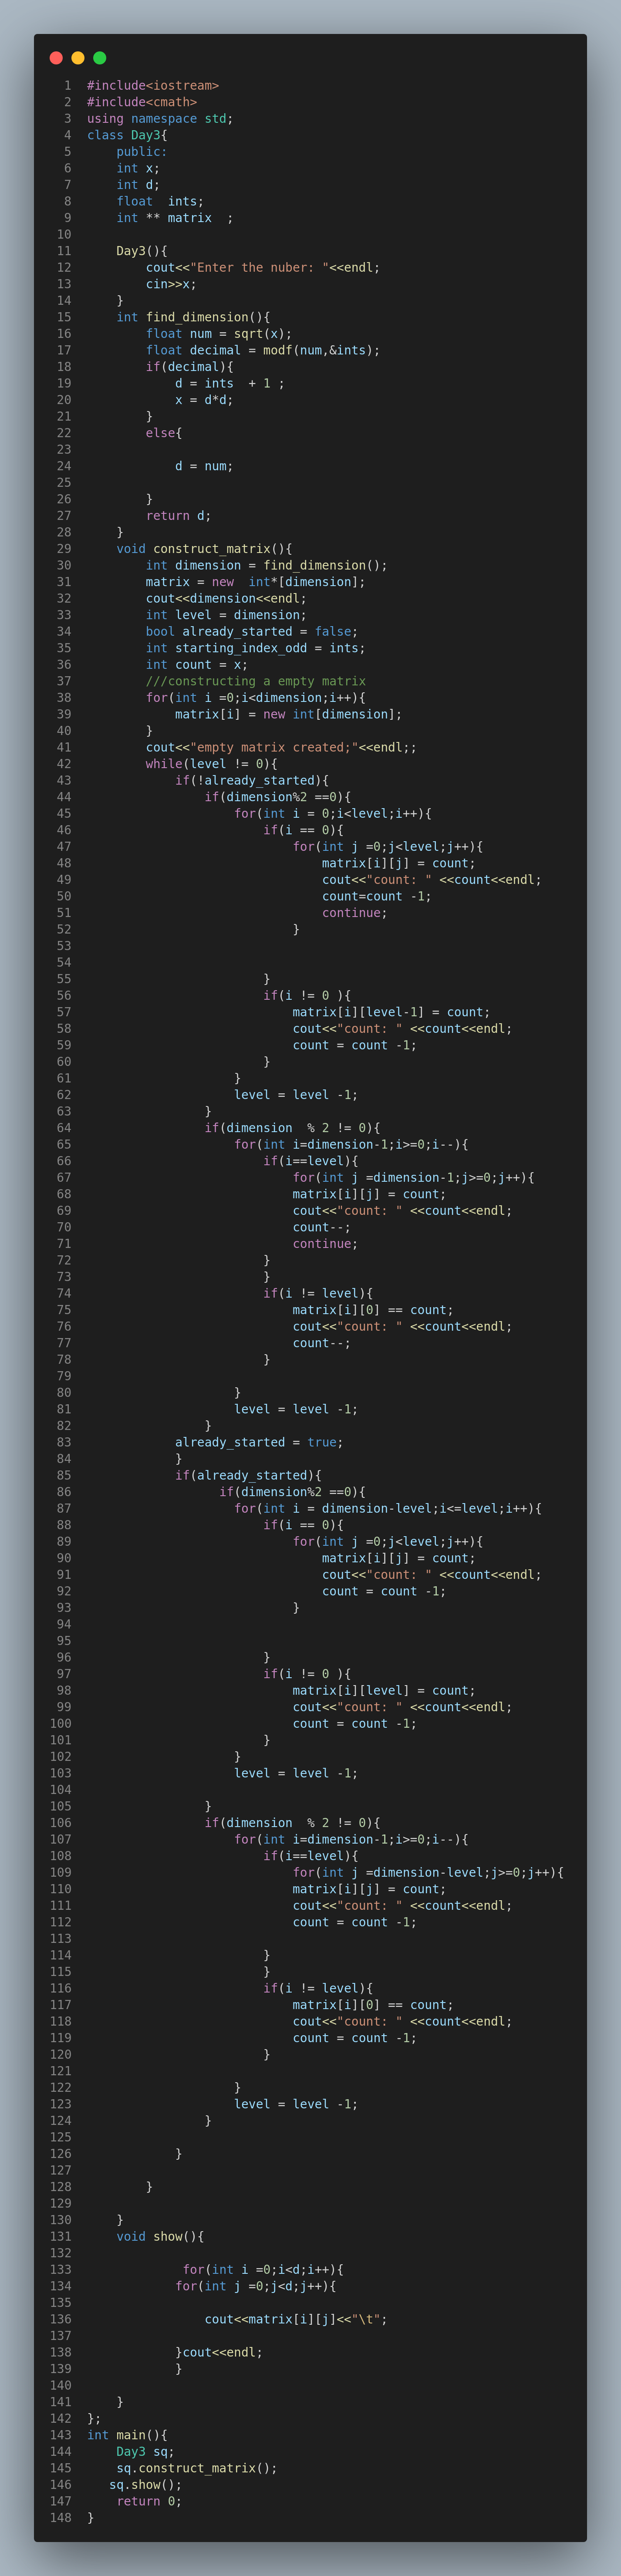 1 #include<iostream>
2 #include<cmath>
3 using namespace std;
4 class Day3{
5     public:
6     int x;
7     int d;
8     float  ints;
9     int ** matrix  ;
10
11     Day3(){
12         cout<<"Enter the nuber: "<<endl;
13         cin>>x;
14     }
15     int find_dimension(){
16         float num = sqrt(x);
17         float decimal = modf(num,&ints);
18         if(decimal){
19             d = ints  + 1 ;
20             x = d*d;
21         }
22         else{
23
24             d = num;
25
26         }
27         return d;
28     }
29     void construct_matrix(){
30         int dimension = find_dimension();
31         matrix = new  int*[dimension];
32         cout<<dimension<<endl;
33         int level = dimension;
34         bool already_started = false;
35         int starting_index_odd = ints;
36         int count = x;
37         ///constructing a empty matrix
38         for(int i =0;i<dimension;i++){
39             matrix[i] = new int[dimension];
40         }
41         cout<<"empty matrix created;"<<endl;;
42         while(level != 0){
43             if(!already_started){
44                 if(dimension%2 ==0){
45                     for(int i = 0;i<level;i++){
46                         if(i == 0){
47                             for(int j =0;j<level;j++){
48                                 matrix[i][j] = count;
49                                 cout<<"count: " <<count<<endl;
50                                 count=count -1;
51                                 continue;
52                             }
53
54
55                         }
56                         if(i != 0 ){
57                             matrix[i][level-1] = count;
58                             cout<<"count: " <<count<<endl;
59                             count = count -1;
60                         }
61                     }
62                     level = level -1;
63                 }
64                 if(dimension  % 2 != 0){
65                     for(int i=dimension-1;i>=0;i--){
66                         if(i==level){
67                             for(int j =dimension-1;j>=0;j++){
68                             matrix[i][j] = count;
69                             cout<<"count: " <<count<<endl;
70                             count--;
71                             continue;
72                         }
73                         }
74                         if(i != level){
75                             matrix[i][0] == count;
76                             cout<<"count: " <<count<<endl;
77                             count--;
78                         }
79
80                     }
81                     level = level -1;
82                 }
83             already_started = true;
84             }
85             if(already_started){
86                   if(dimension%2 ==0){
87                     for(int i = dimension-level;i<=level;i++){
88                         if(i == 0){
89                             for(int j =0;j<level;j++){
90                                 matrix[i][j] = count;
91                                 cout<<"count: " <<count<<endl;
92                                 count = count -1;
93                             }
94
95
96                         }
97                         if(i != 0 ){
98                             matrix[i][level] = count;
99                             cout<<"count: " <<count<<endl;
100                             count = count -1;
101                         }
102                     }
103                     level = level -1;
104
105                 }
106                 if(dimension  % 2 != 0){
107                     for(int i=dimension-1;i>=0;i--){
108                         if(i==level){
109                             for(int j =dimension-level;j>=0;j++){
110                             matrix[i][j] = count;
111                             cout<<"count: " <<count<<endl;
112                             count = count -1;
113
114                         }
115                         }
116                         if(i != level){
117                             matrix[i][0] == count;
118                             cout<<"count: " <<count<<endl;
119                             count = count -1;
120                         }
121
122                     }
123                     level = level -1;
124                 }
125
126             }
127
128         }
129
130     }
131     void show(){
132
133              for(int i =0;i<d;i++){
134             for(int j =0;j<d;j++){
135
136                 cout<<matrix[i][j]<<"\t";
137
138             }cout<<endl;
139             }
140
141     }
142 };
143 int main(){
144     Day3 sq;
145     sq.construct_matrix();
146    sq.show();
147     return 0;
148 }